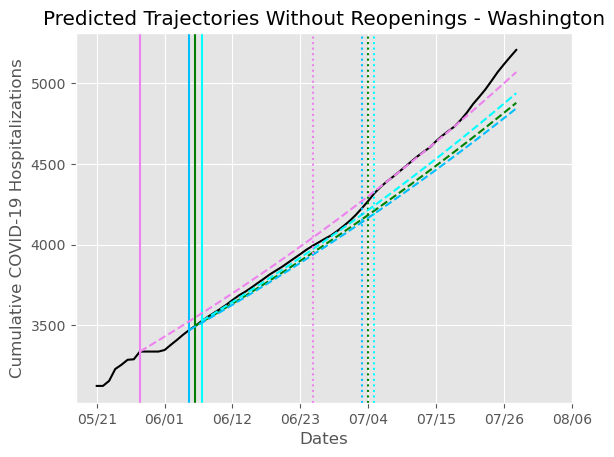 Predicted Trajectories Without Reopenings - Washington
Cumulative COVID-19 Hospitalizations
5000
4500
4000
3500
05/21 06/01 06/12 06/23 07/04 07/15 07/26 08/06
Dates